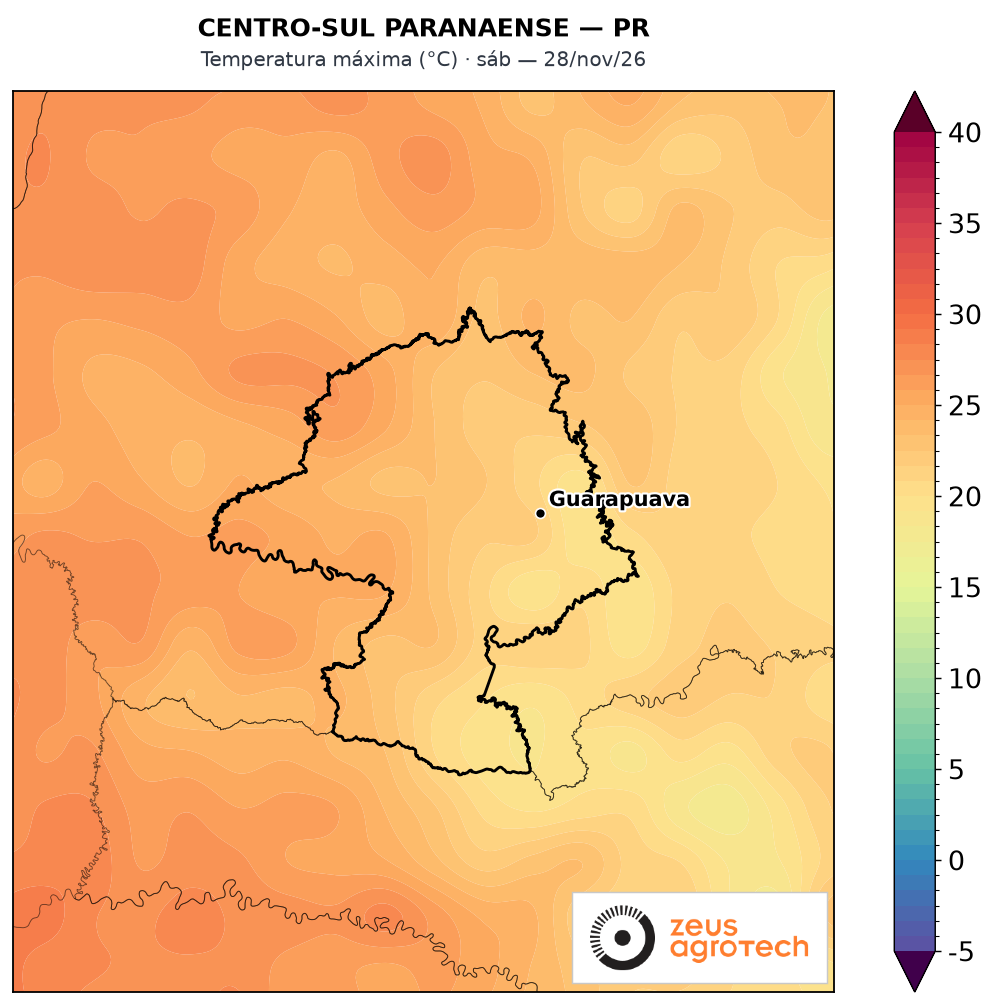 CENTRO-SUL PARANAENSE — PR
Temperatura máxima (°C) · sáb — 28/nov/26
40
35
30
25
20
15
10
5
0
-5
Guarapuava
zeus
agrotech